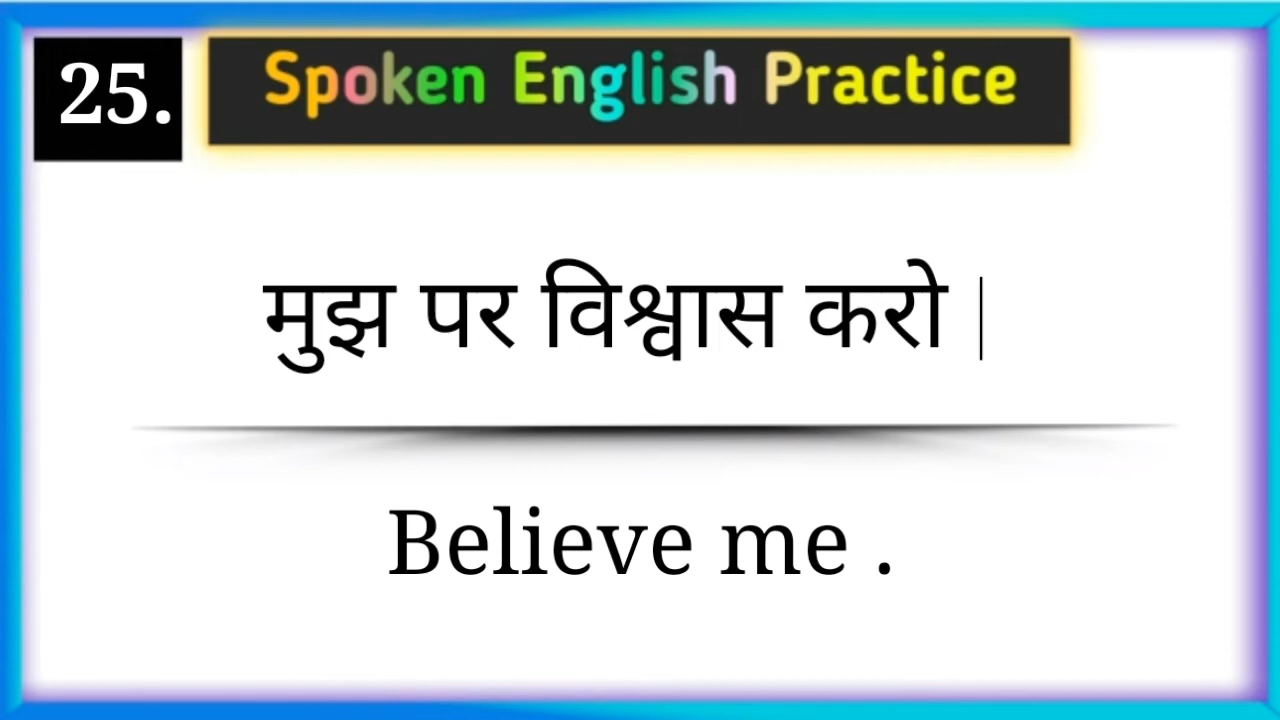 25.
Spoken English Practice
मुझ पर विश्वास करो |
Believe me .